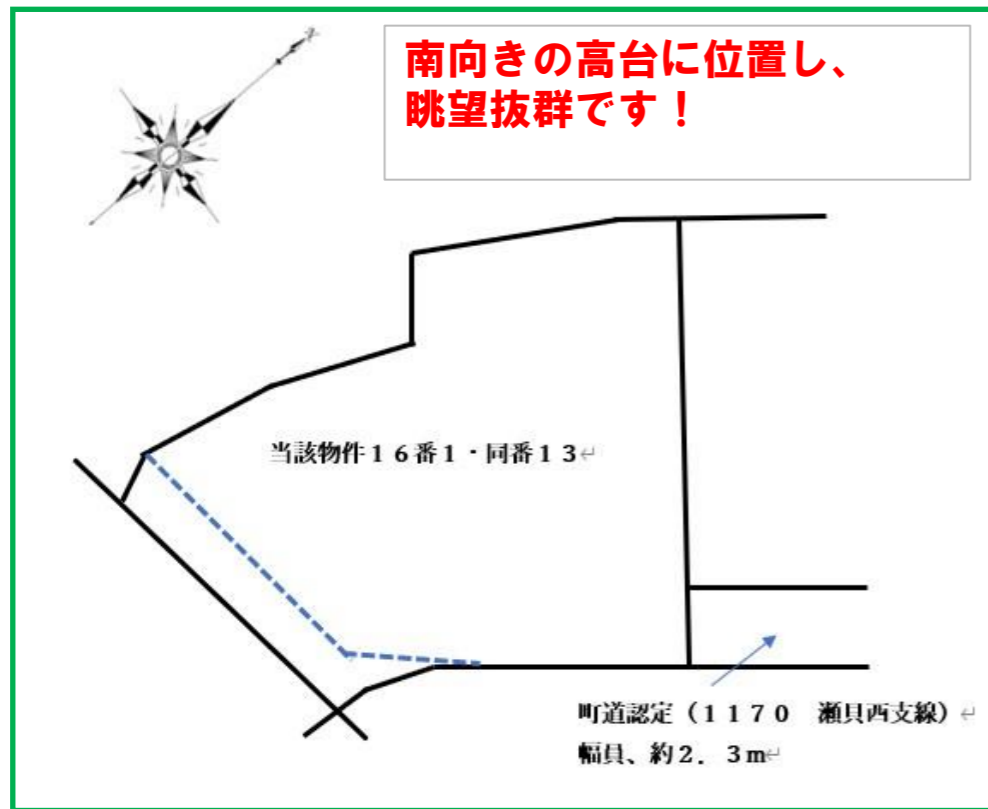 南向きの高台に位置し、
眺望抜群です！
当該物件１６番１・同番１３↵
町道認定（１１７０　瀬貝西支線）↵
幅員、約２．３ｍ↵